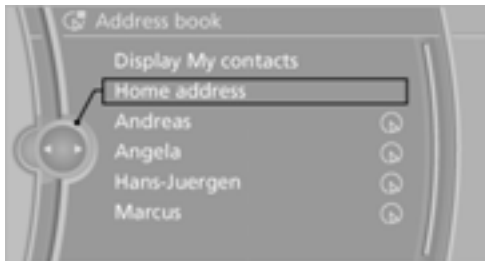 Address book
Display My contacts
Home address
Andreas
Angela
Hans-Juergen
Marcus